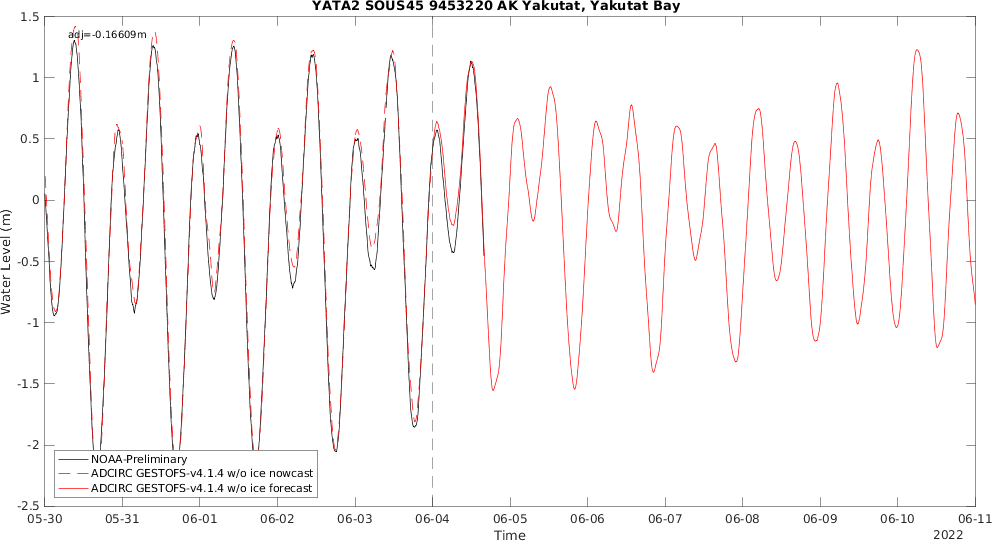 YATA2 SOUS45 9453220 AK Yakutat, Yakutat Bay
adj=-0.16609m
1.5
1
0.5
0
-0.5
-1
-1.5
-2
-2.5
Water Level (m)
NOAA-Preliminary
ADCIRC GESTOFS-v4.1.4 w/o ice nowcast
ADCIRC GESTOFS-v4.1.4 w/o ice forecast
05-30 05-31 06-01 06-02 06-03 06-04 06-05 06-06 06-07 06-08 06-09 06-10 06-11
Time
2022